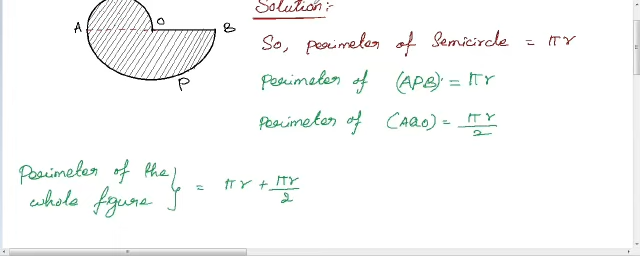 Solution:-
A O B
So, perimeter of Semicircle = πr
P
Perimeter of (APB) = πr
Perimeter of (AQO) = πr/2
Perimeter of the whole figure } = πr + πr/2